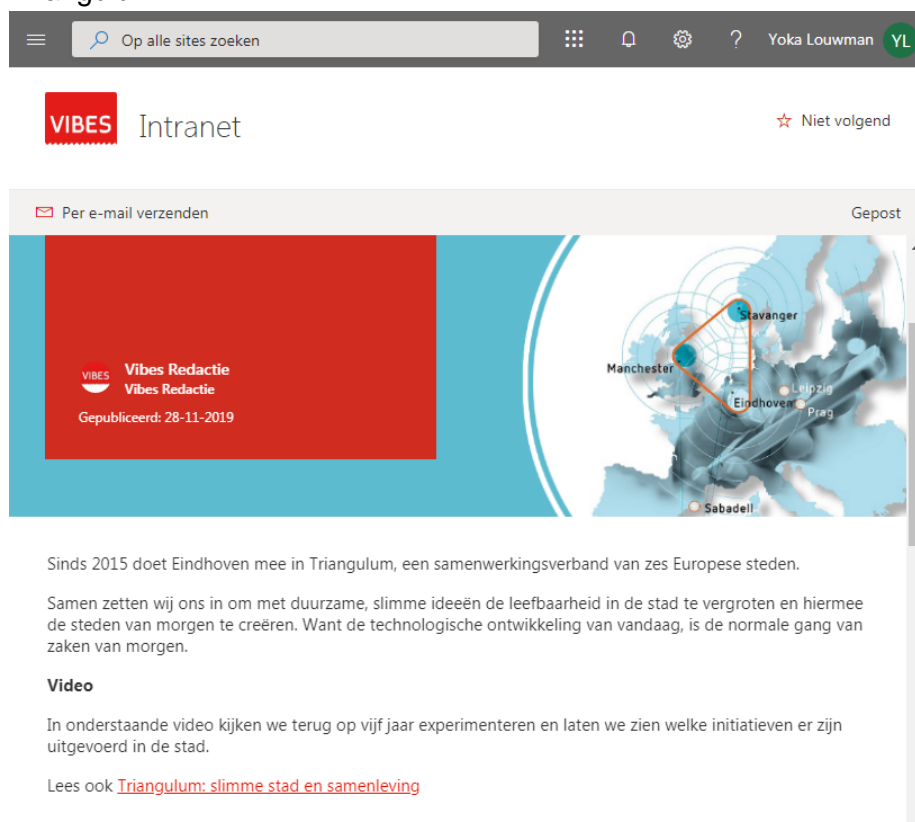 Op alle sites zoeken
?
Yoka Louwman
YL
VIBES
Intranet
Niet volgend
Per e-mail verzenden
Gepost
VIBES
Vibes Redactie
Vibes Redactie
Gepubliceerd: 28-11-2019
Stavanger
Manchester
Leipzig
Eindhoven
Prag
Sabadell
Sinds 2015 doet Eindhoven mee in Triangulum, een samenwerkingsverband van zes Europese steden.
Samen zetten wij ons in om met duurzame, slimme ideeën de leefbaarheid in de stad te vergroten en hiermee
de steden van morgen te creëren. Want de technologische ontwikkeling van vandaag, is de normale gang van
zaken van morgen.
Video
In onderstaande video kijken we terug op vijf jaar experimenteren en laten we zien welke initiatieven er zijn
uitgevoerd in de stad.
Lees ook Triangulum: slimme stad en samenleving